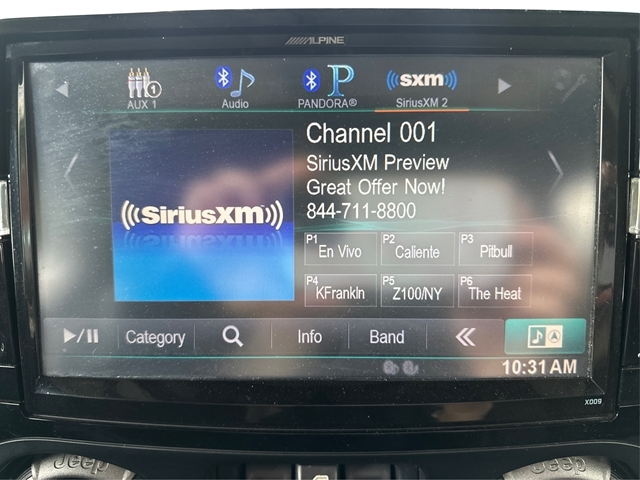 ALPINE
AUX 1
Audio
P
PANDORA®
((sxm))
SiriusXM 2
Channel 001
SiriusXM Preview
Great Offer Now!
844-711-8800
((SiriusXM))
P1 En Vivo
P2 Caliente
P3 Pitbull
P4 KFrankln
P5 Z100/NY
P6 The Heat
Category
Info
Band
10:31 AM
X009
Jeep
Jeep